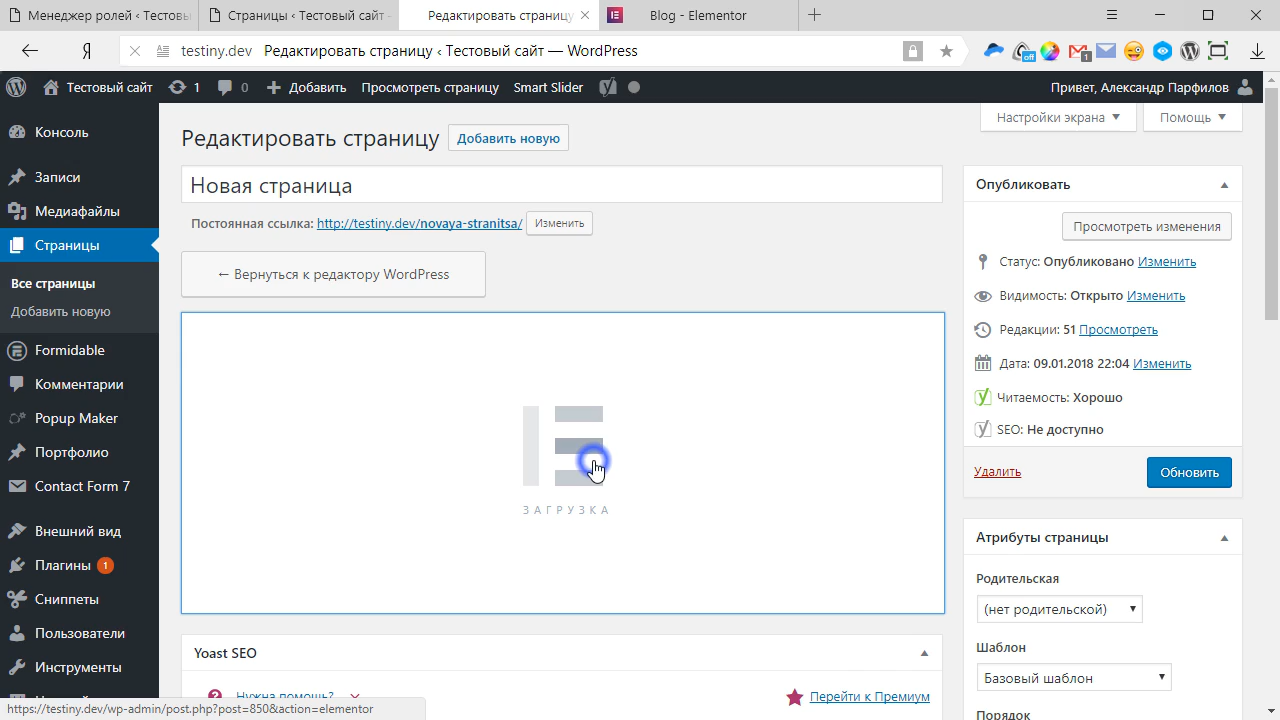 Менеджер ролей ‹ Тестовы
Страницы ‹ Тестовый сайт -
Редактировать страницу
Blog - Elementor
Я
testiny.dev
Редактировать страницу ‹ Тестовый сайт — WordPress
off
1
Тестовый сайт
1
0
Добавить
Просмотреть страницу
Smart Slider
Привет, Александр Парфилов
Консоль
Записи
Медиафайлы
Страницы
Все страницы
Добавить новую
Formidable
Комментарии
Popup Maker
Портфолио
Contact Form 7
Внешний вид
Плагины 1
Сниппеты
Пользователи
Инструменты
Настройки экрана
Помощь
Редактировать страницу
Добавить новую
Новая страница
Постоянная ссылка: http://testiny.dev/novaya-stranitsa/ Изменить
← Вернуться к редактору WordPress
ЗАГРУЗКА
Yoast SEO
Нужна помощь?
Перейти к Премиум
Опубликовать
Просмотреть изменения
Статус: Опубликовано Изменить
Видимость: Открыто Изменить
Редакции: 51 Просмотреть
Дата: 09.01.2018 22:04 Изменить
Читаемость: Хорошо
SEO: Не доступно
Удалить
Обновить
Атрибуты страницы
Родительская
(нет родительской)
Шаблон
Базовый шаблон
Порядок
https://testiny.dev/wp-admin/post.php?post=850&action=elementor